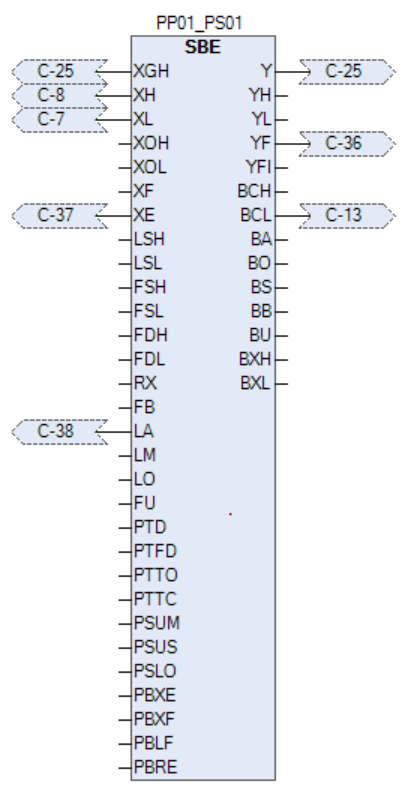 PP01_PS01
SBE
C-25 XGH Y C-25
C-8 XH YH
C-7 XL YL
XOH YF C-36
XOL YFI
XF BCH
C-37 XE BCL C-13
LSH BA
LSL BO
FSH BS
FSL BB
FDH BU
FDL BXH
RX BXL
FB
C-38 LA
LM
LO
FU
PTD
PTFD
PTTO
PTTC
PSUM
PSUS
PSLO
PBXE
PBXF
PBLF
PBRE